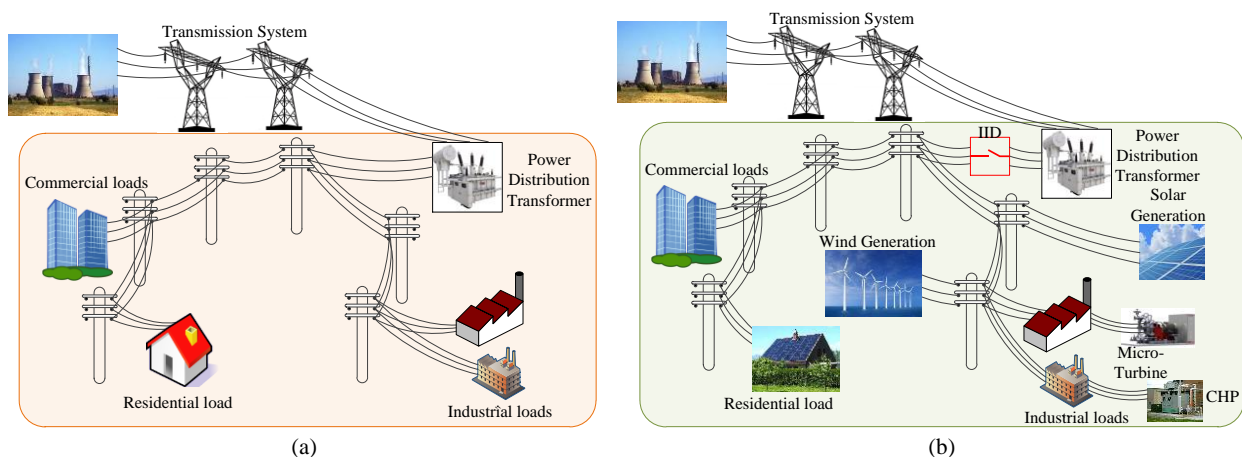 Transmission System
Power
Distribution
Transformer
Commercial loads
Residential load
Industrial loads
(a)
Transmission System
IID
Power
Distribution
Transformer
Solar
Generation
Commercial loads
Wind Generation
Micro-
Turbine
Residential load
Industrial loads
CHP
(b)